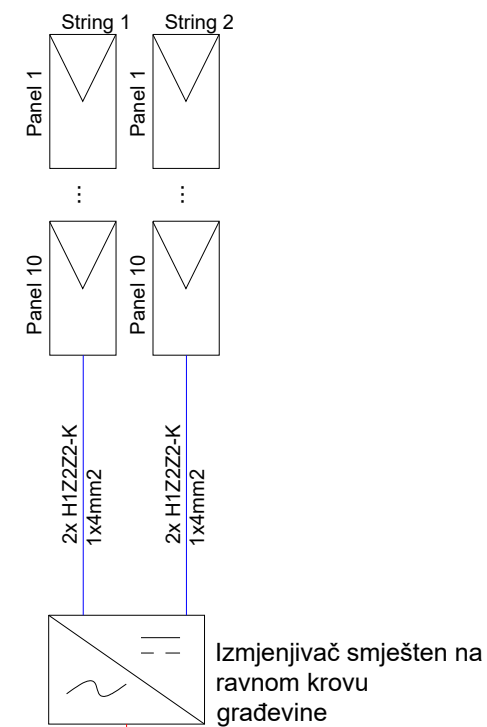 String 1
String 2
Panel 1
Panel 1
...
...
Panel 10
Panel 10
2x H1Z2Z2-K
1x4mm2
2x H1Z2Z2-K
1x4mm2
Izmjenjivač smješten na
ravnom krovu
građevine